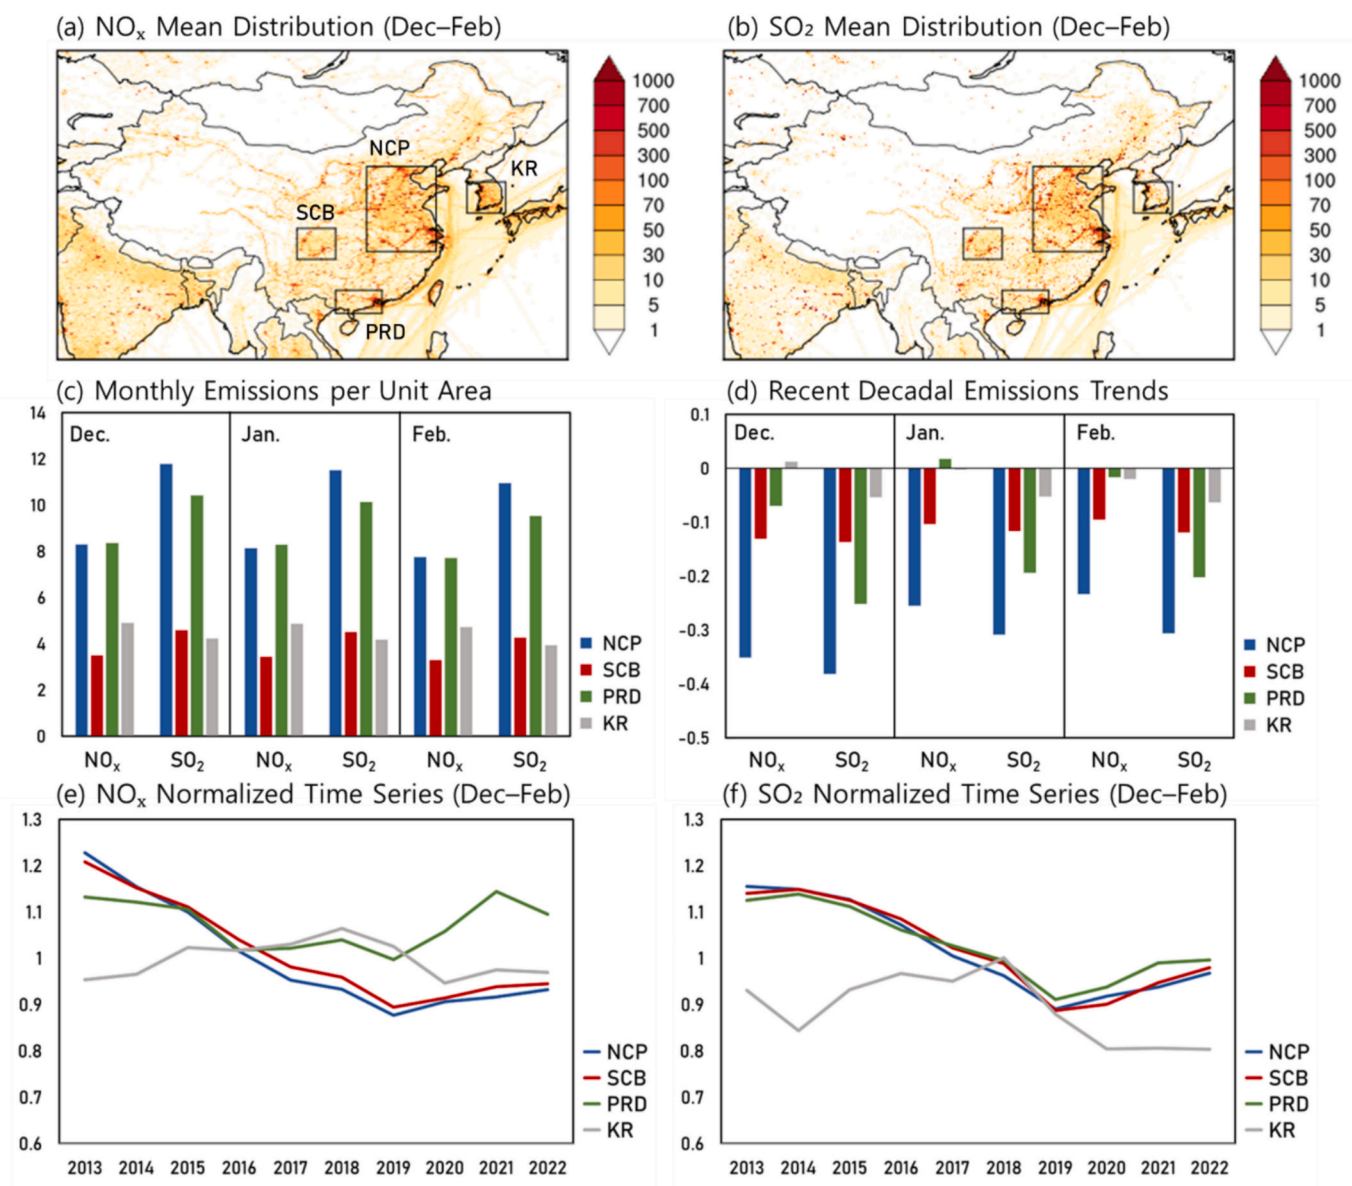 (a) NOₓ Mean Distribution (Dec–Feb)
(b) SO₂ Mean Distribution (Dec–Feb)
NCP
KR
SCB
PRD
1000
700
500
300
100
70
50
30
10
5
1
1000
700
500
300
100
70
50
30
10
5
1
(c) Monthly Emissions per Unit Area
14
12
10
8
6
4
2
0
Dec.
Jan.
Feb.
NOₓ SO₂ NOₓ SO₂ NOₓ SO₂
NCP
SCB
PRD
KR
(d) Recent Decadal Emissions Trends
0.1
0
-0.1
-0.2
-0.3
-0.4
-0.5
Dec.
Jan.
Feb.
NOₓ SO₂ NOₓ SO₂ NOₓ SO₂
NCP
SCB
PRD
KR
(e) NOₓ Normalized Time Series (Dec–Feb)
1.3
1.2
1.1
1
0.9
0.8
0.7
0.6
2013 2014 2015 2016 2017 2018 2019 2020 2021 2022
NCP
SCB
PRD
KR
(f) SO₂ Normalized Time Series (Dec–Feb)
1.3
1.2
1.1
1
0.9
0.8
0.7
0.6
2013 2014 2015 2016 2017 2018 2019 2020 2021 2022
NCP
SCB
PRD
KR